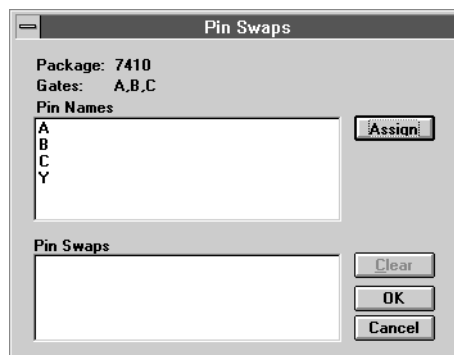 Pin Swaps
Package: 7410
Gates: A,B,C
Pin Names
A
B
C
Y
Assign
Pin Swaps
Clear
OK
Cancel